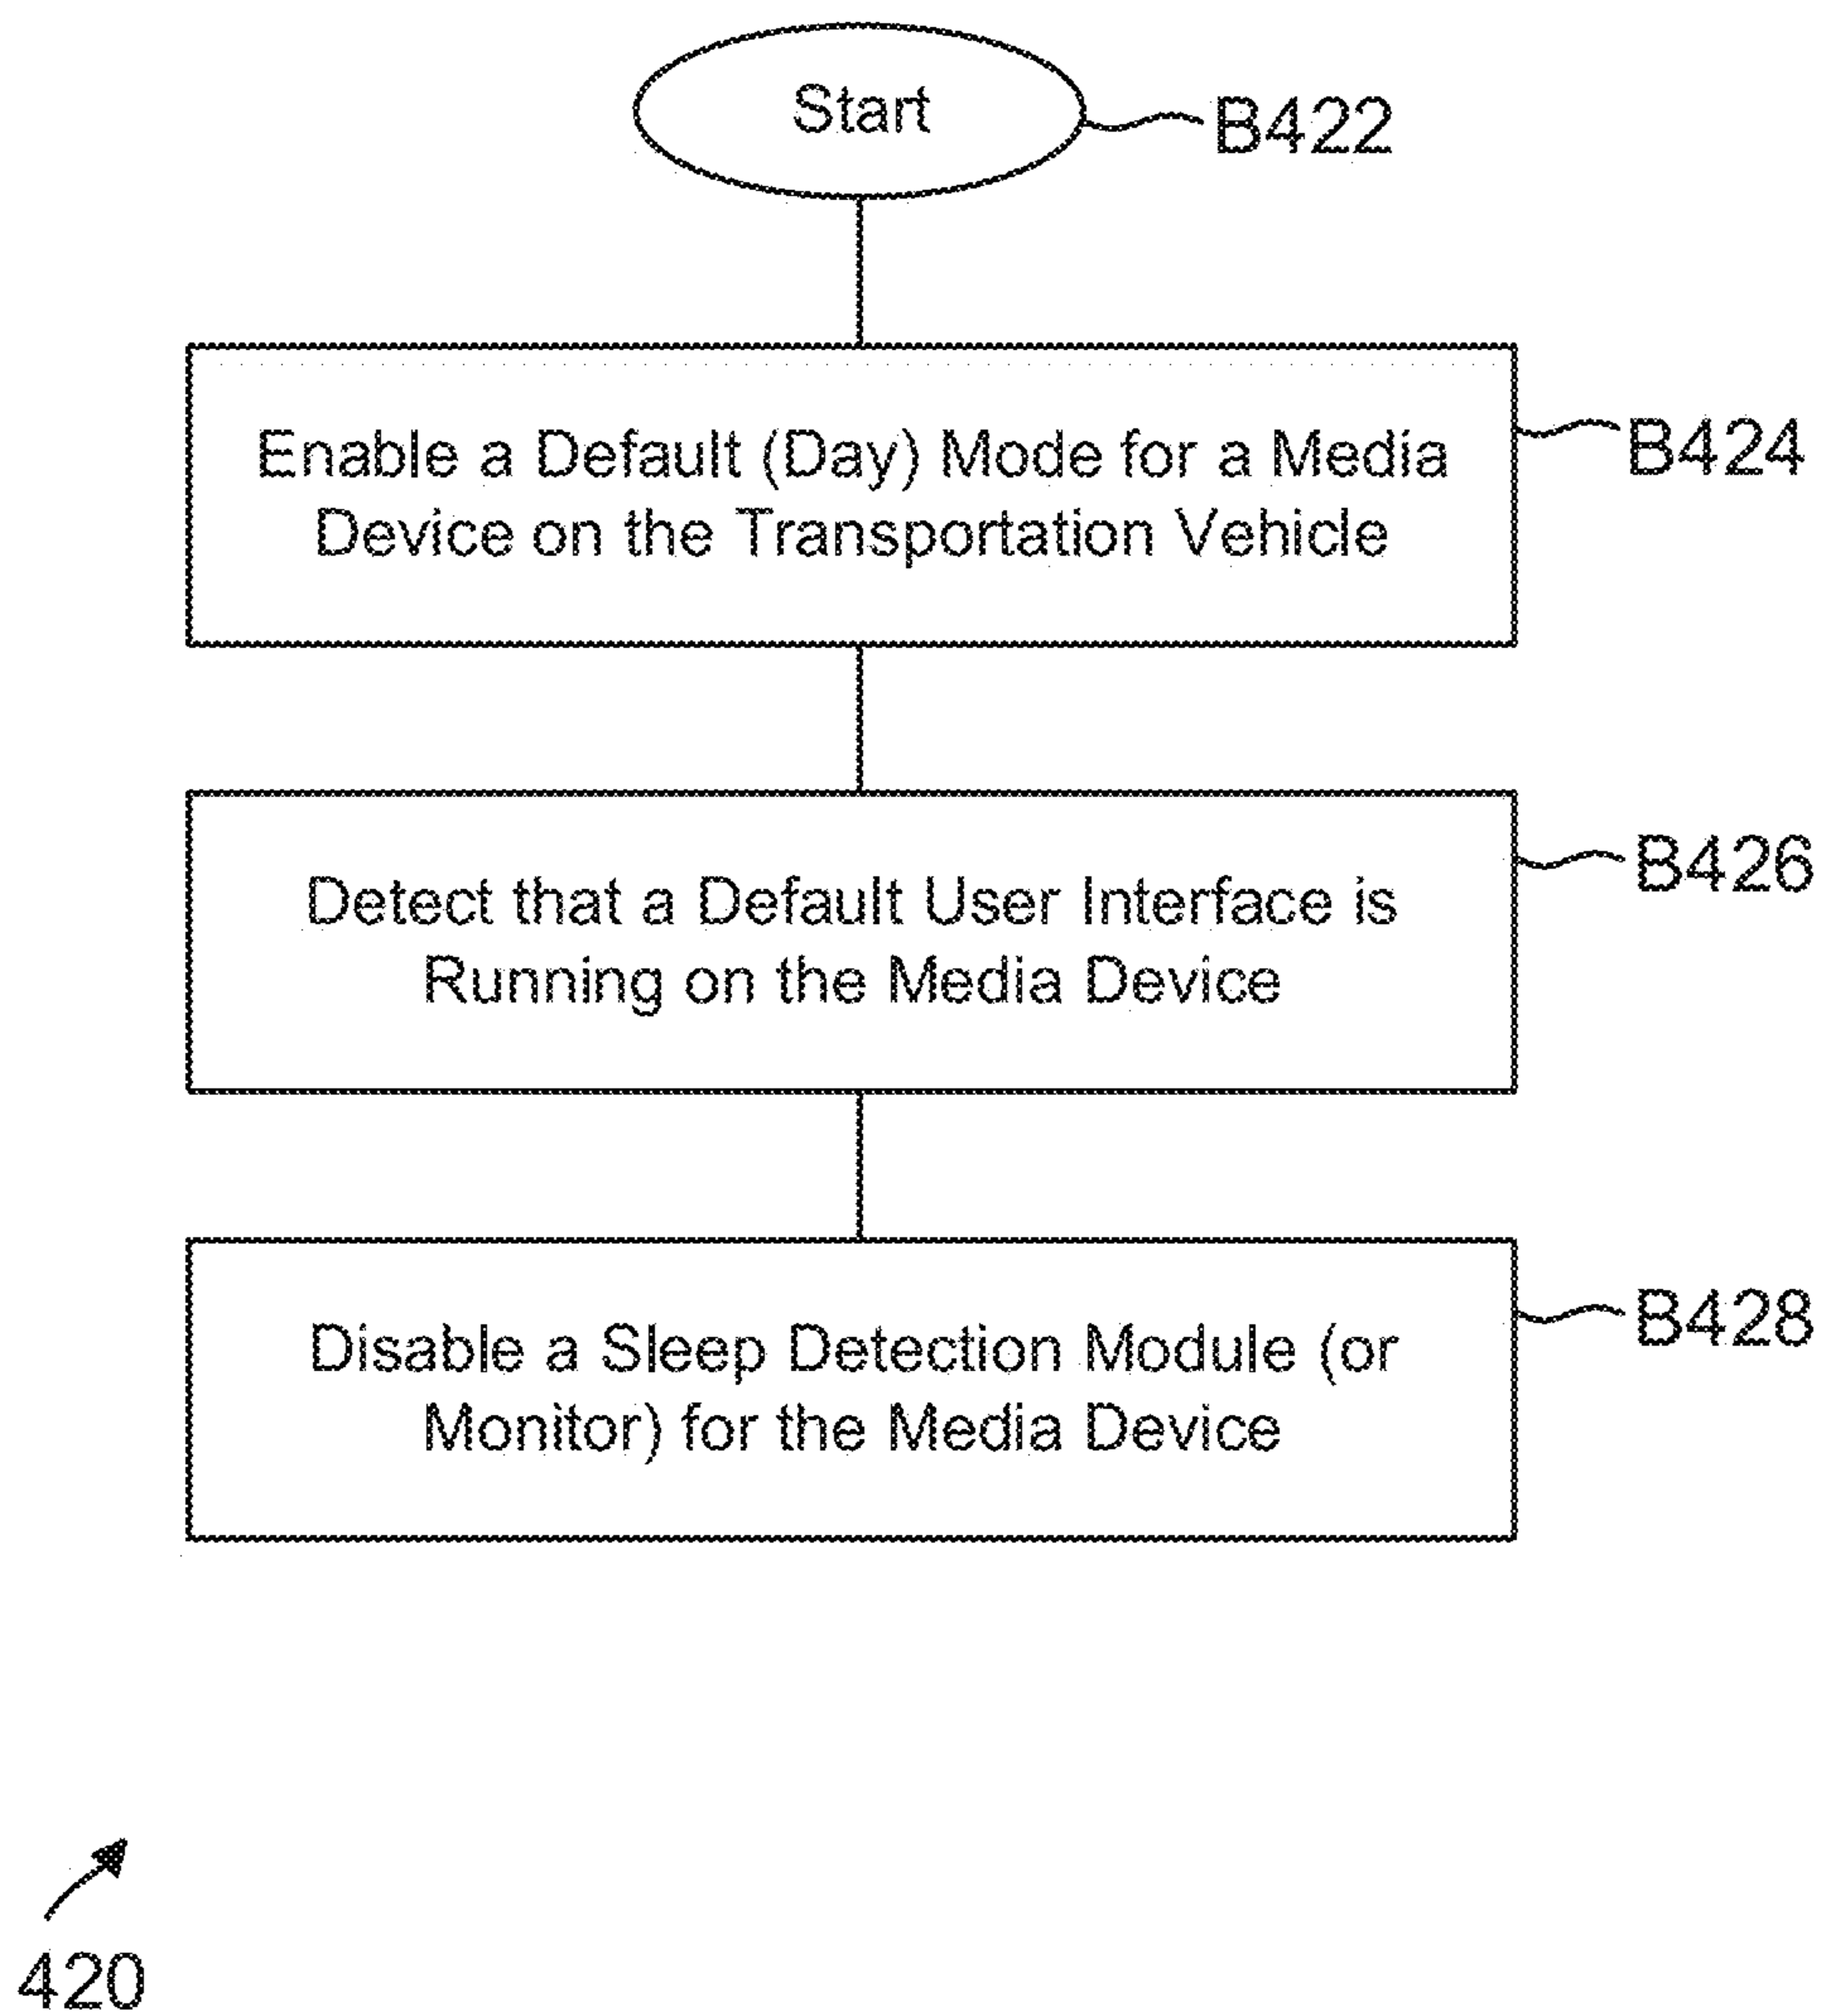 Start
B422
Enable a Default (Day) Mode for a Media
Device on the Transportation Vehicle
B424
Detect that a Default User Interface is
Running on the Media Device
B426
Disable a Sleep Detection Module (or
Monitor) for the Media Device
B428
420